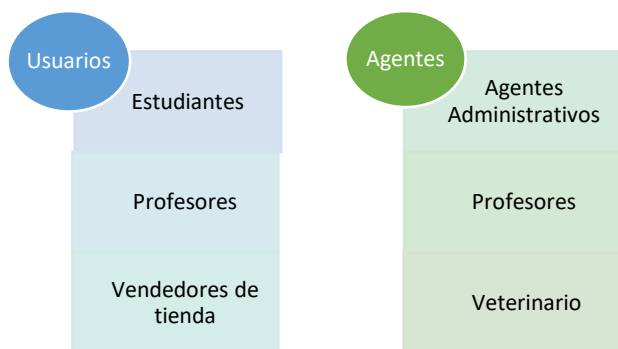 Usuarios
Estudiantes
Profesores
Vendedores de
tienda
Agentes
Agentes
Administrativos
Profesores
Veterinario